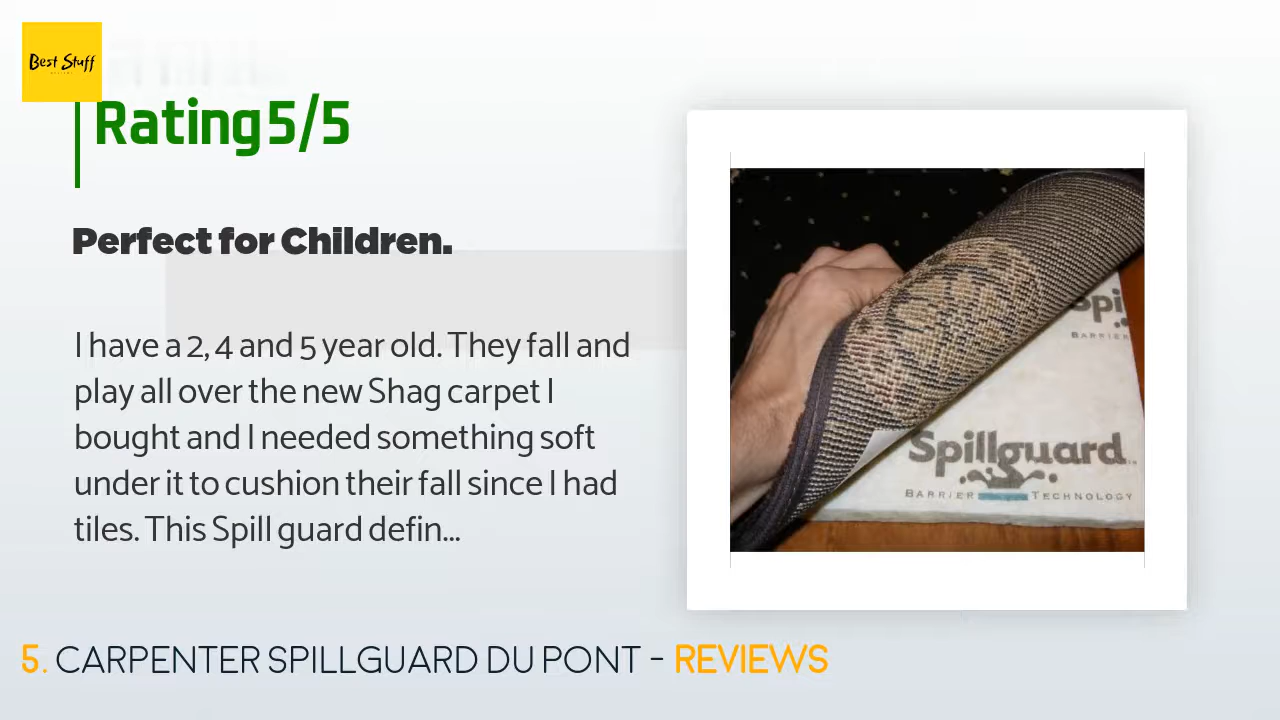 Best Stuff
Rating 5/5
Perfect for Children.
I have a 2, 4 and 5 year old. They fall and
play all over the new Shag carpet I
bought and I needed something soft
under it to cushion their fall since I had
tiles. This Spill guard defin...
Spi
BARRIER
Spillguard
BARRIER TECHNOLOGY
5. CARPENTER SPILLGUARD DU PONT - REVIEWS